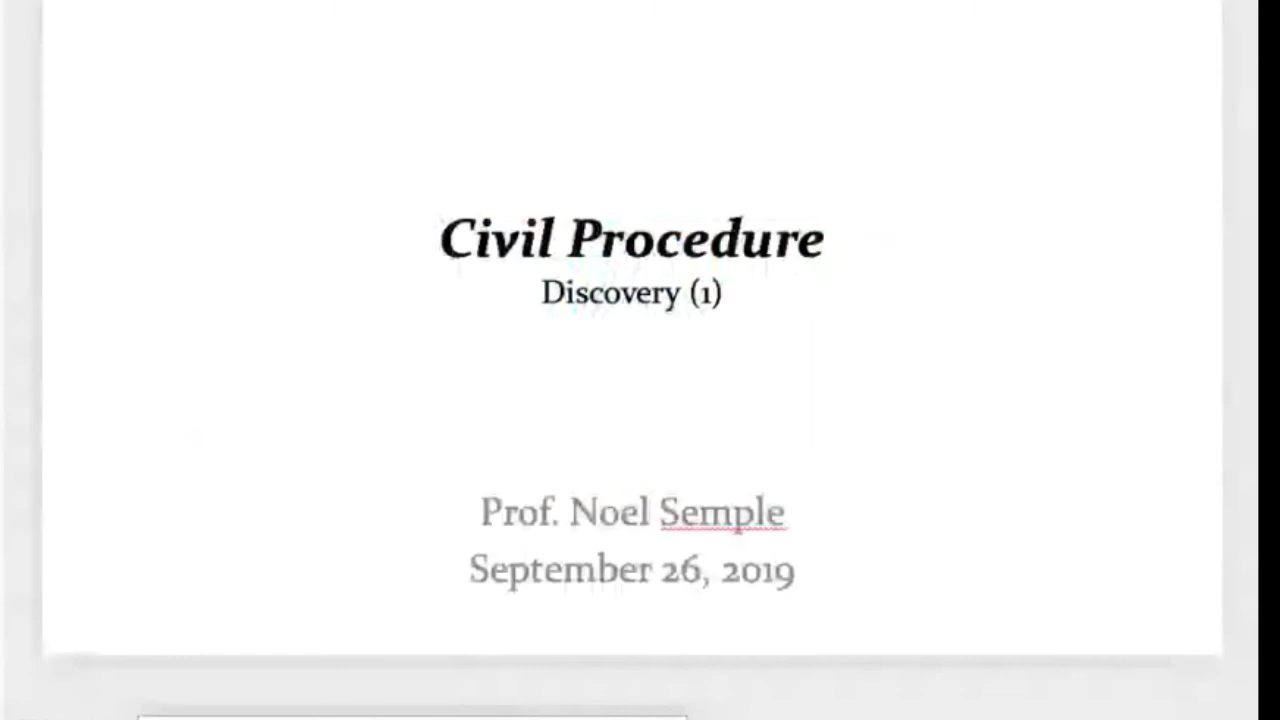 Civil Procedure
Discovery (1)
Prof. Noel Semple
September 26, 2019